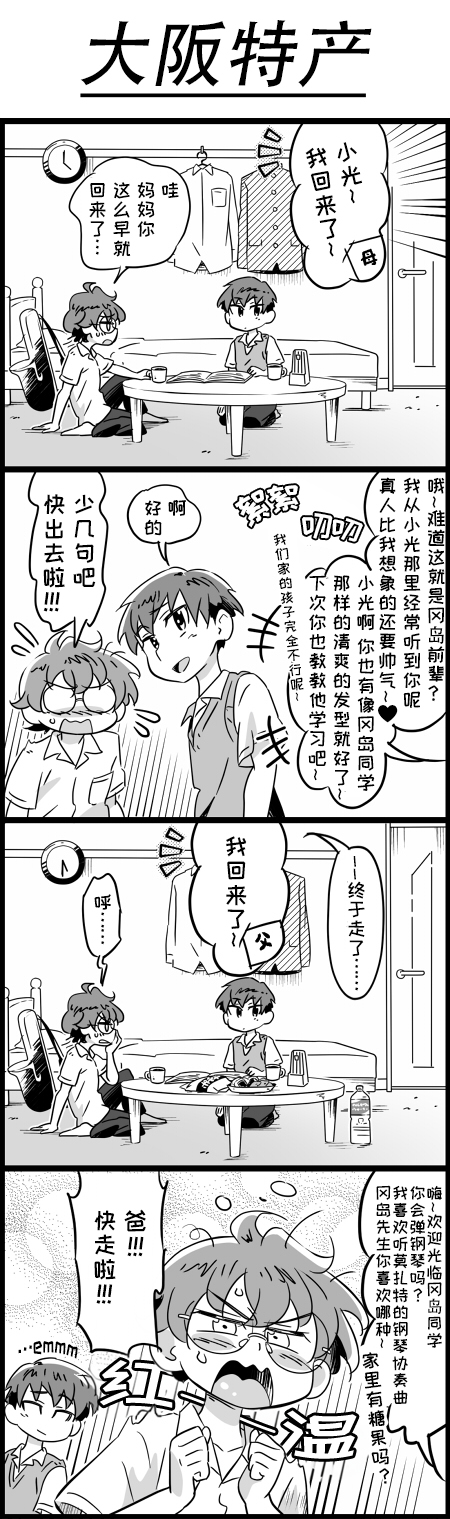 大阪特产
小光~
我回来了~
母
哇
妈妈你
这么早就
回来了…
哦~难道这就是冈岛前辈?
我从小光那里经常听到你呢
真人比我想象的还要帅气~♥
小光啊 你也有像冈岛同学
那样的清爽的发型就好了~
下次你也教教他学习吧~
叨叨
絮絮
我们家的孩子完全不行呢~
啊
好的
少几句吧
快出去啦!!!
——终于走了……
我回来了~
父
呼……
嗨~欢迎光临冈岛同学
你会弹钢琴吗?
我喜欢听莫扎特的钢琴协奏曲
冈岛先生你喜欢哪种~
家里有糖果吗?
爸!!!
快走啦!!!
红——温
…emmm